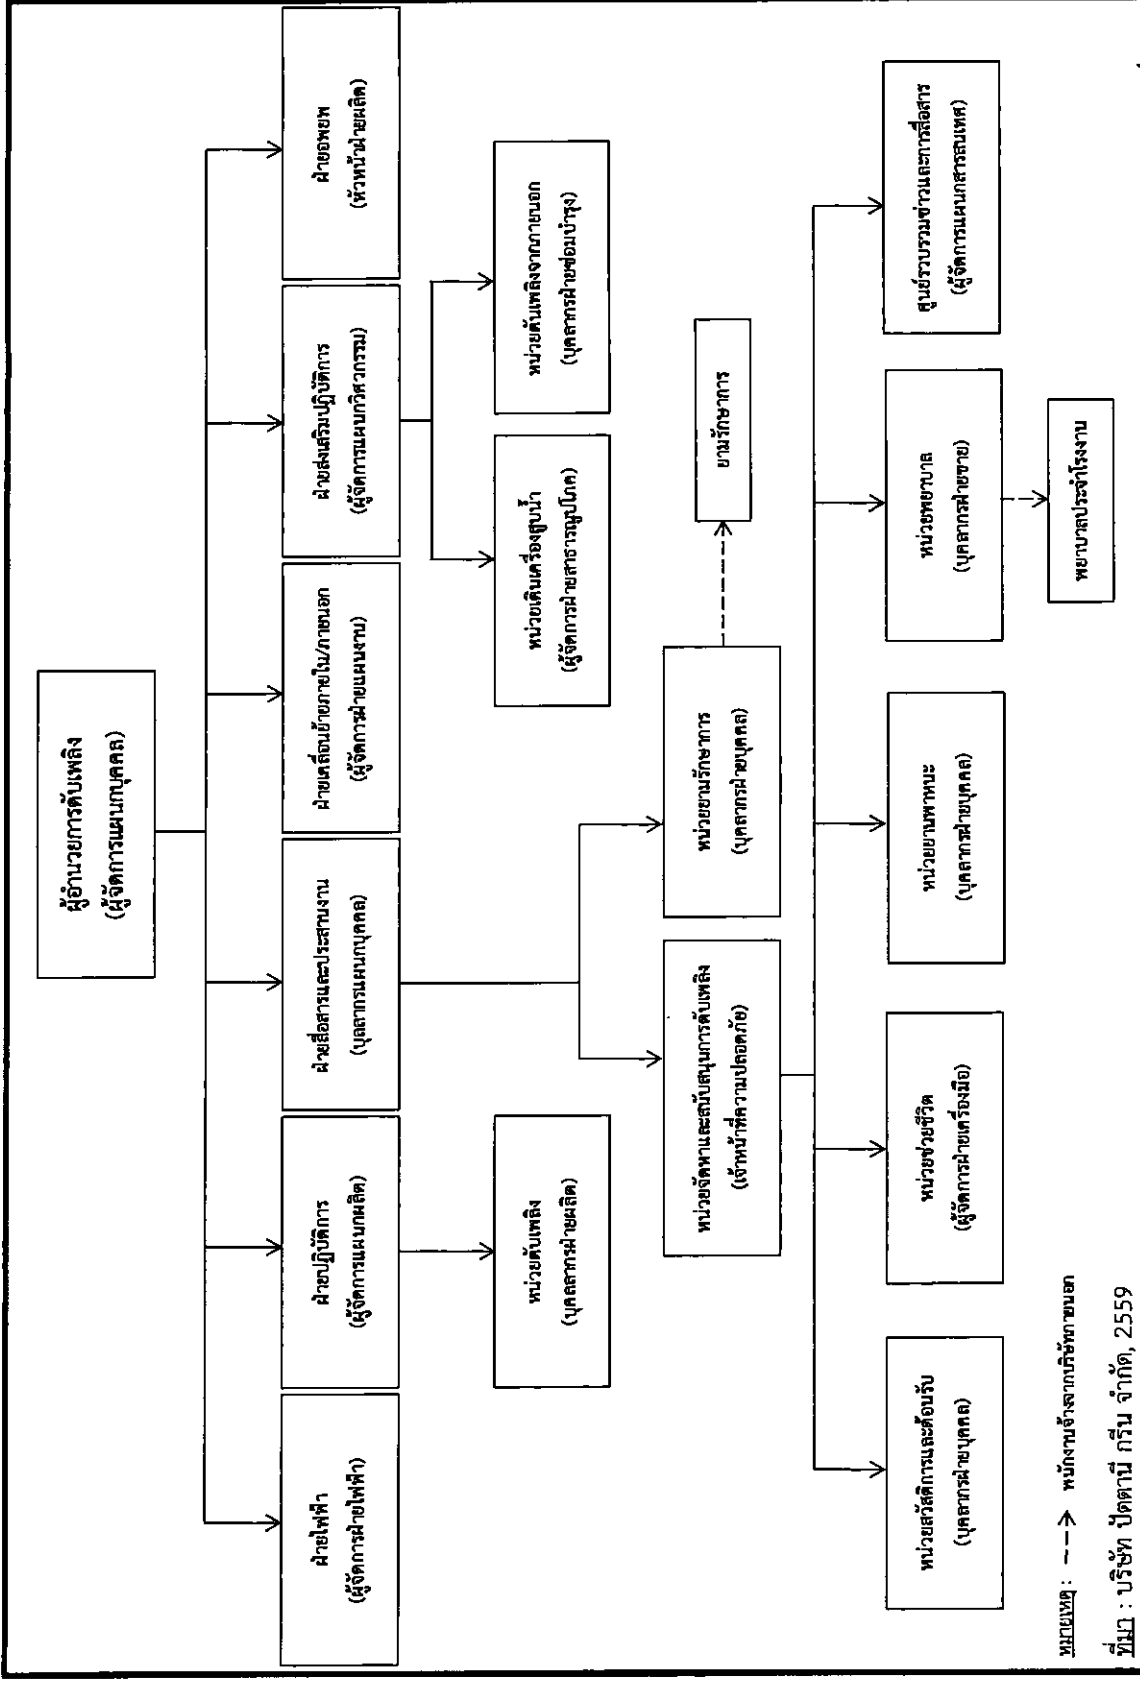 ผู้อำนวยการดับเพลิง
(ผู้จัดการแผนกบุคคล)
ฝ่ายไฟฟ้า
(ผู้จัดการฝ่ายไฟฟ้า)
ฝ่ายปฏิบัติการ
(ผู้จัดการแผนกผลิต)
ฝ่ายสื่อสารและประสานงาน
(บุคลากรแผนกบุคคล)
ฝ่ายเคลื่อนย้ายภายใน/ภายนอก
(ผู้จัดการฝ่ายแผนงาน)
ฝ่ายส่งเสริมปฏิบัติการ
(ผู้จัดการแผนกวิศวกรรม)
ฝ่ายอพยพ
(หัวหน้าฝ่ายผลิต)
หน่วยดับเพลิง
(บุคลากรฝ่ายผลิต)
หน่วยเดินเครื่องสูบน้ำ
(ผู้จัดการฝ่ายสาธารณูปโภค)
หน่วยดับเพลิงจากภายนอก
(บุคลากรฝ่ายซ่อมบำรุง)
หน่วยจัดหาและสนับสนุนการดับเพลิง
(เจ้าหน้าที่ความปลอดภัย)
หน่วยยามรักษาการ
(บุคลากรฝ่ายบุคคล)
ยามรักษาการ
หน่วยสวัสดิการและต้อนรับ
(บุคลากรฝ่ายบุคคล)
หน่วยช่วยชีวิต
(ผู้จัดการฝ่ายเครื่องมือ)
หน่วยยานพาหนะ
(บุคลากรฝ่ายบุคคล)
หน่วยพยาบาล
(บุคลากรฝ่ายขาย)
ศูนย์รวบรวมข่าวและการสื่อสาร
(ผู้จัดการแผนกสารสนเทศ)
พยาบาลประจำโรงงาน
หมายเหตุ : --→ พนักงานจ้างจากบริษัทภายนอก
ที่มา : บริษัท ปัตตานี กรีน จำกัด, 2559